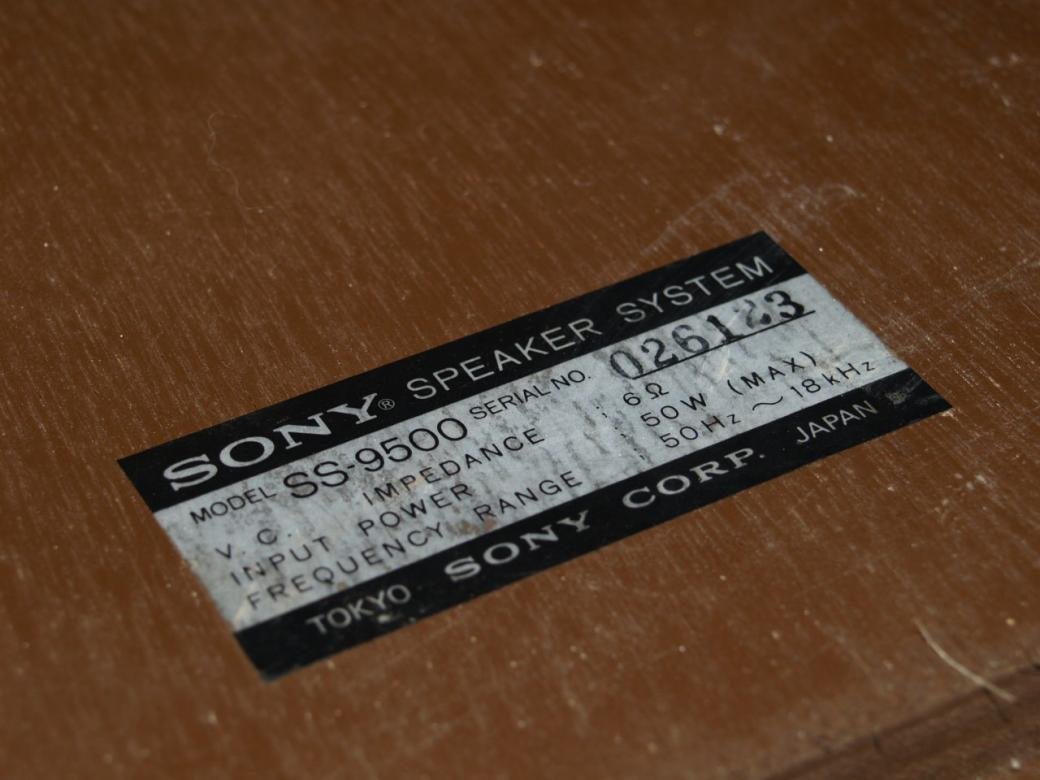 SONY® SPEAKER SYSTEM
MODEL SS-9500 SERIAL NO. 026123
V. C. IMPEDANCE 6Ω
INPUT POWER 50W (MAX)
FREQUENCY RANGE 50Hz ~ 18kHz
TOKYO SONY CORP. JAPAN